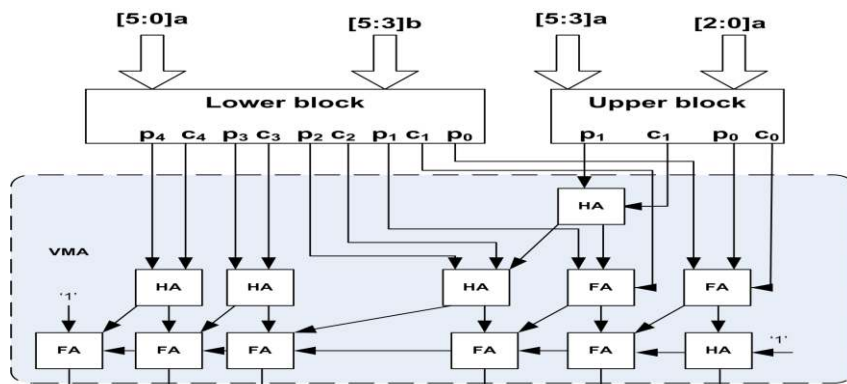 [5:0]a [5:3]b [5:3]a [2:0]a
Lower block Upper block
p4 c4 p3 c3 p2 c2 p1 c1 p0 p1 c1 p0 c0
HA
VMA
HA HA HA FA FA
'1'
FA FA FA FA FA HA '1'